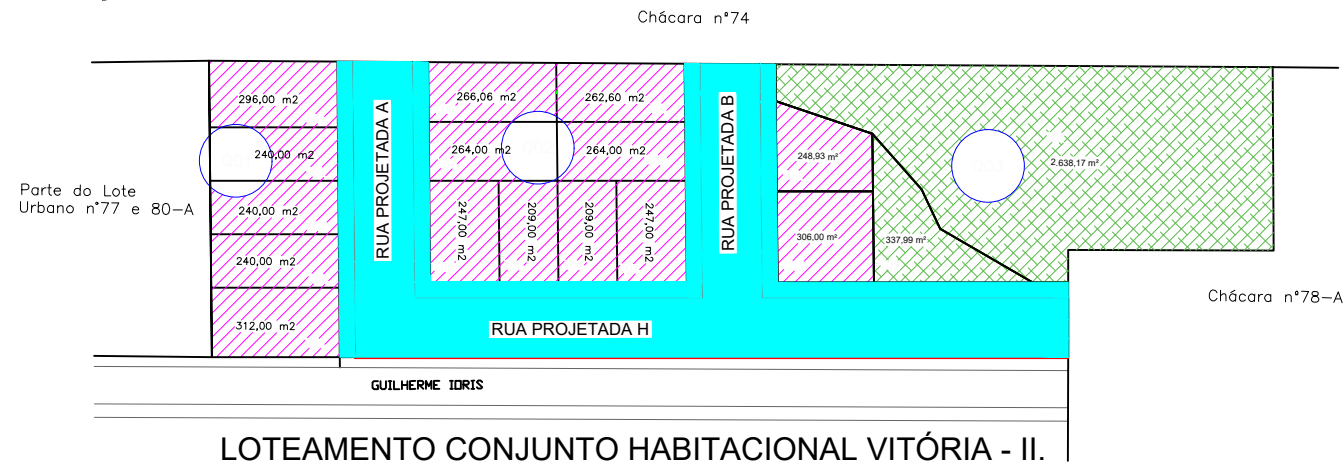 Chácara n°74
296,00 m2
240,00 m2
240,00 m2
240,00 m2
312,00 m2
Parte do Lote
Urbano n°77 e 80-A
RUA PROJETADA A
266,06 m2
262,60 m2
264,00 m2
264,00 m2
247,00 m2
209,00 m2
209,00 m2
247,00 m2
RUA PROJETADA B
248,93 m²
306,00 m²
337,99 m²
2.638,17 m²
Chácara n°78-A
RUA PROJETADA H
GUILHERME IORIS
LOTEAMENTO CONJUNTO HABITACIONAL VITÓRIA - II.